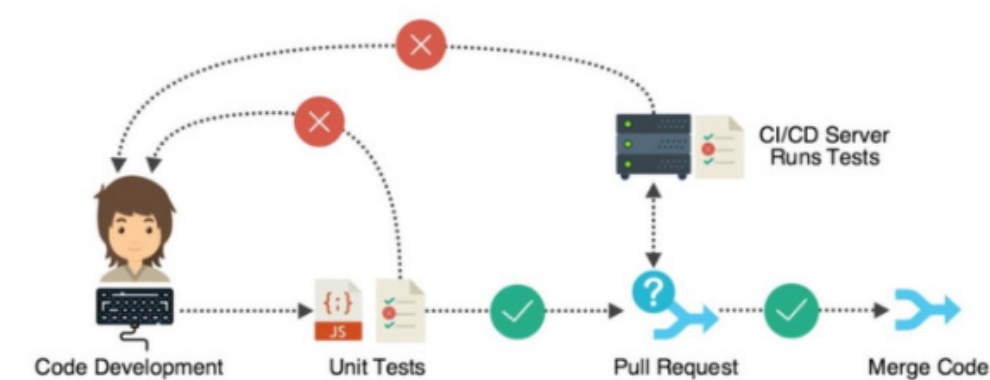 CI/CD Server
Runs Tests
{;}
JS
?
Code Development
Unit Tests
Pull Request
Merge Code